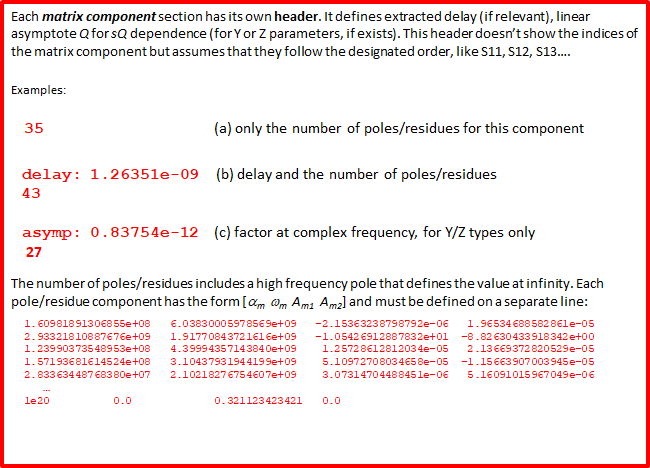 Each matrix component section has its own header. It defines extracted delay (if relevant), linear
asymptote Q for sQ dependence (for Y or Z parameters, if exists). This header doesn't show the indices of
the matrix component but assumes that they follow the designated order, like S11, S12, S13....
Examples:
35 (a) only the number of poles/residues for this component
delay: 1.26351e-09 (b) delay and the number of poles/residues
43
asymp: 0.83754e-12 (c) factor at complex frequency, for Y/Z types only
27
The number of poles/residues includes a high frequency pole that defines the value at infinity. Each
pole/residue component has the form [αm ωm Am1 Am2] and must be defined on a separate line:
1.60981891306855e+08 6.03830005978569e+09 -2.15363238798792e-06 1.96534688582861e-05
2.93321810887676e+09 1.91770843721616e+09 -1.05426912887832e+01 -8.82630433918342e+00
1.23990373548953e+08 4.39994357143840e+09 1.25728612812034e-05 2.13669372820529e-05
1.57193681614524e+08 3.10437931944199e+09 5.10972708034658e-05 -1.15663907003945e-05
2.83363448768380e+07 2.10218276754607e+09 3.07314704488451e-06 5.16091015967049e-06
...
1e20 0.0 0.321123423421 0.0